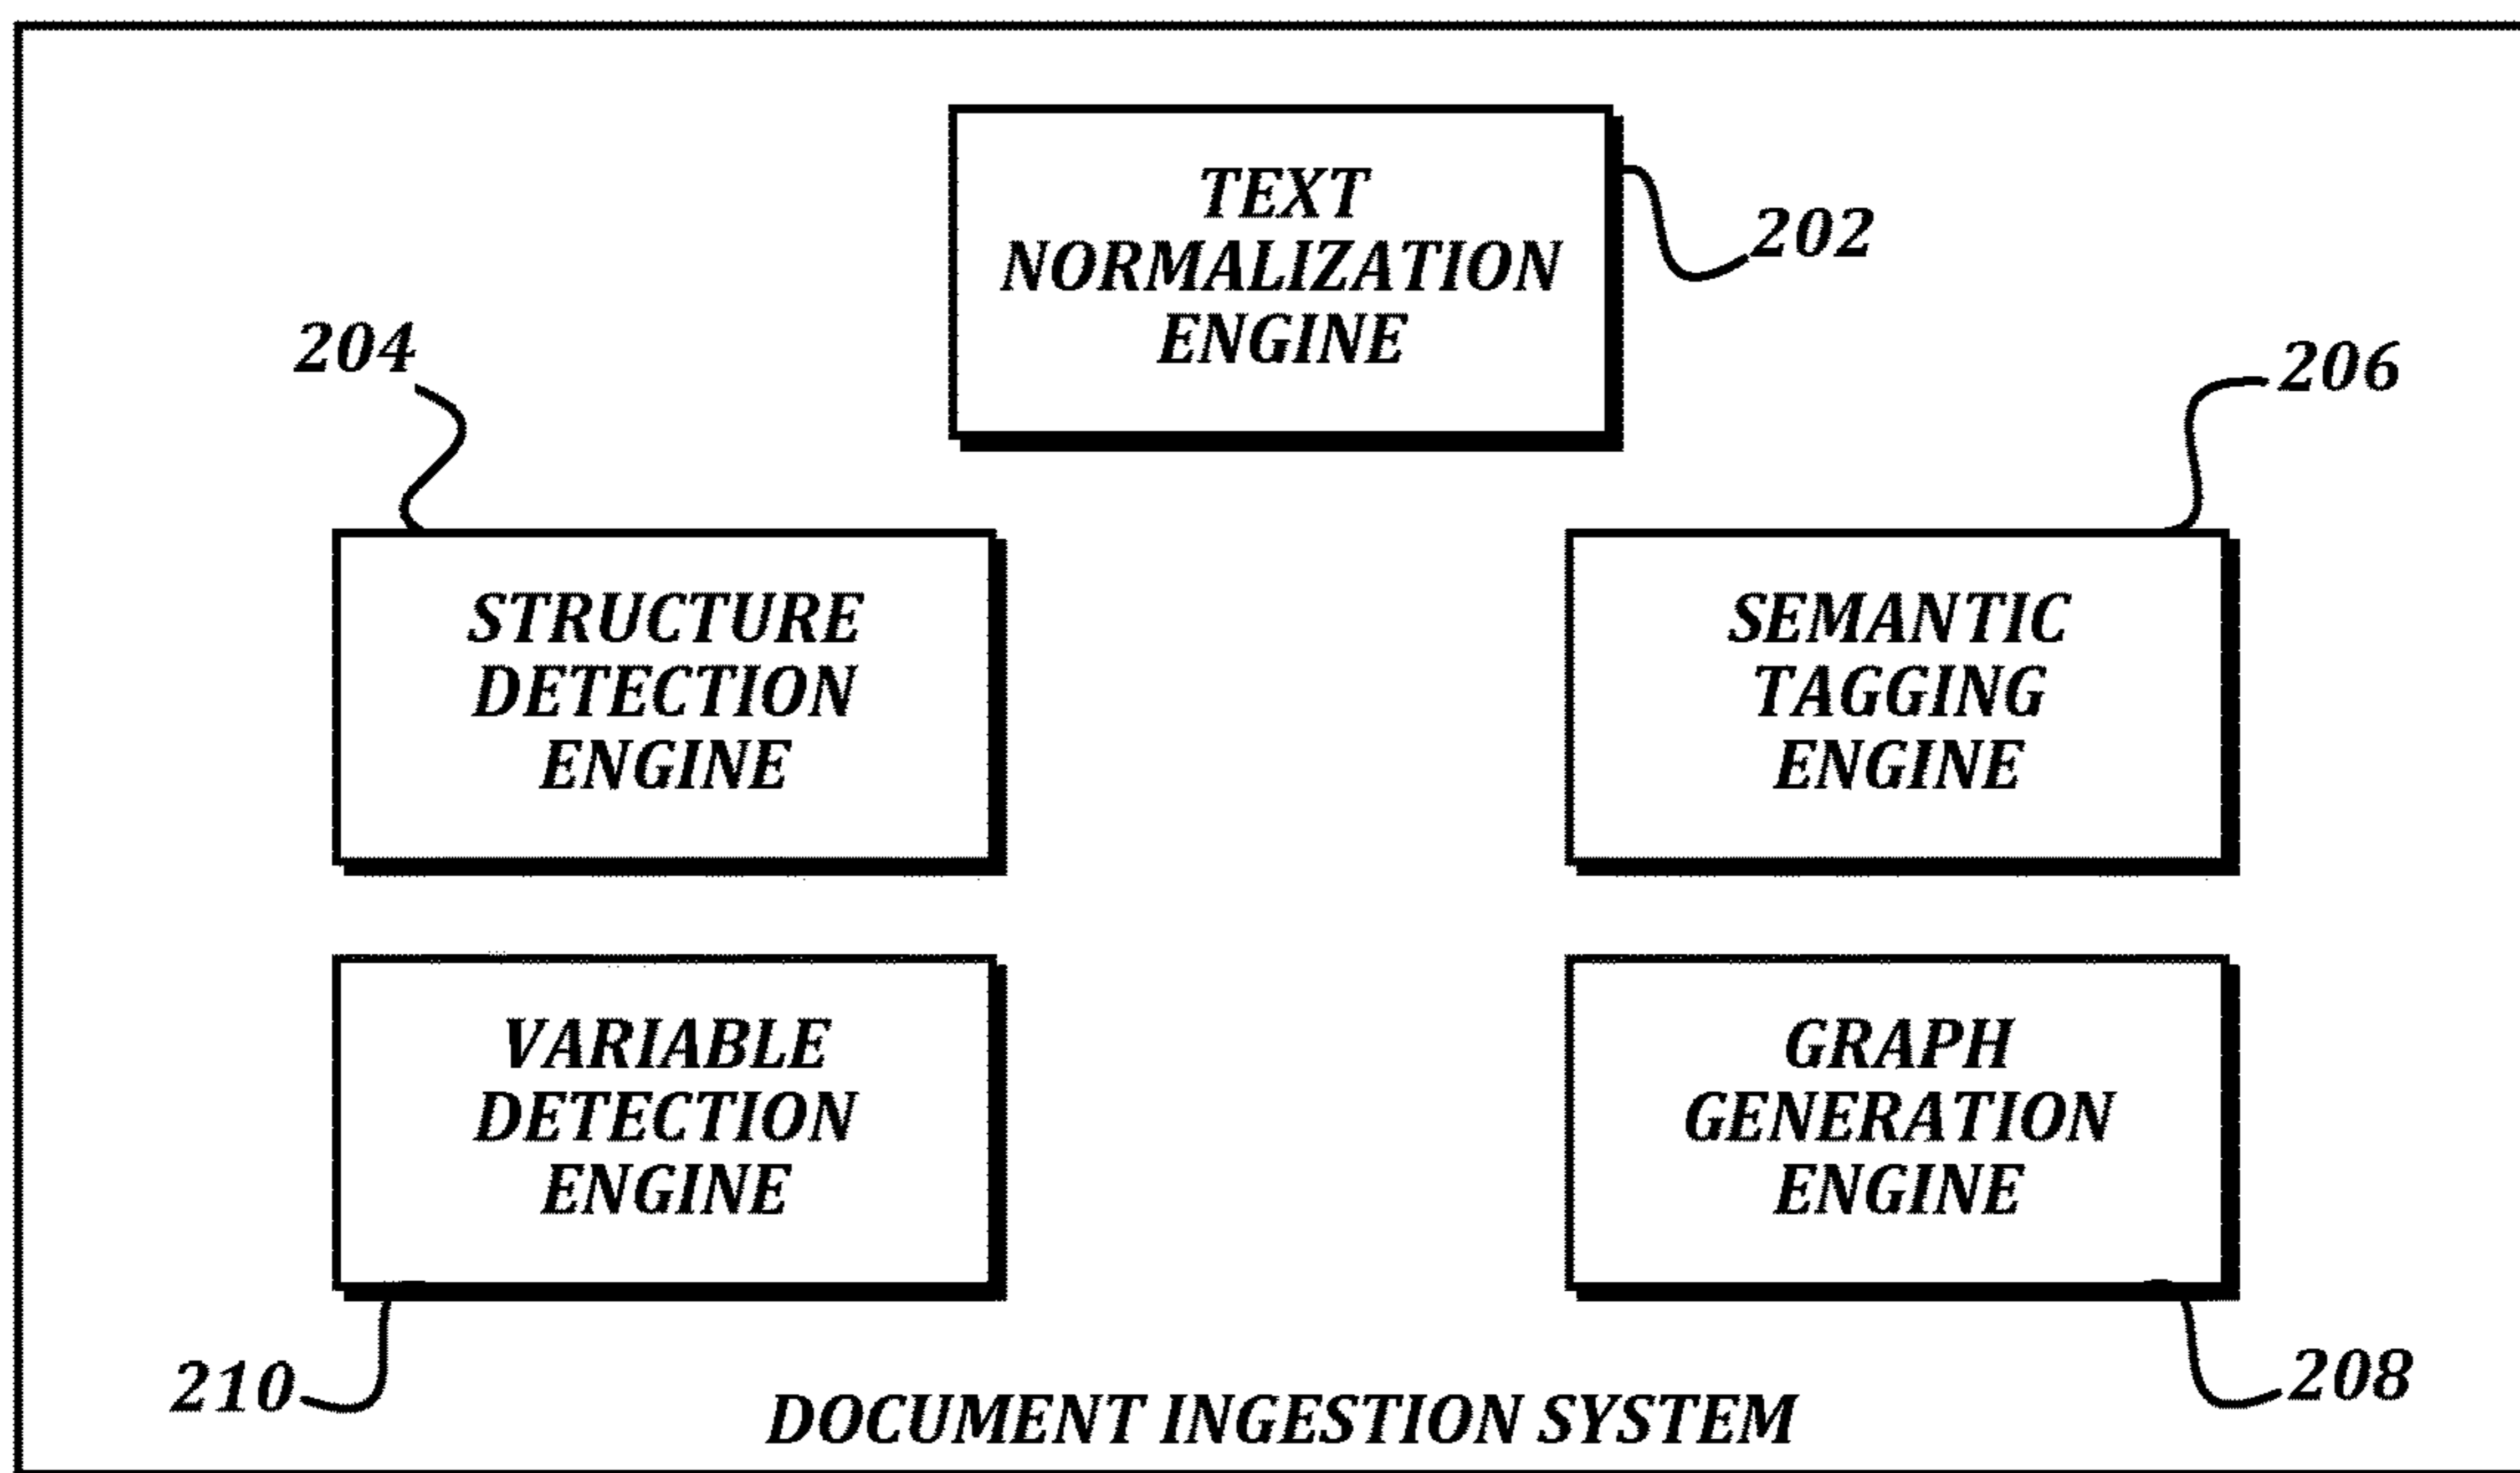 TEXT
NORMALIZATION
ENGINE
202
204
206
STRUCTURE
DETECTION
ENGINE
SEMANTIC
TAGGING
ENGINE
VARIABLE
DETECTION
ENGINE
GRAPH
GENERATION
ENGINE
210
208
DOCUMENT INGESTION SYSTEM